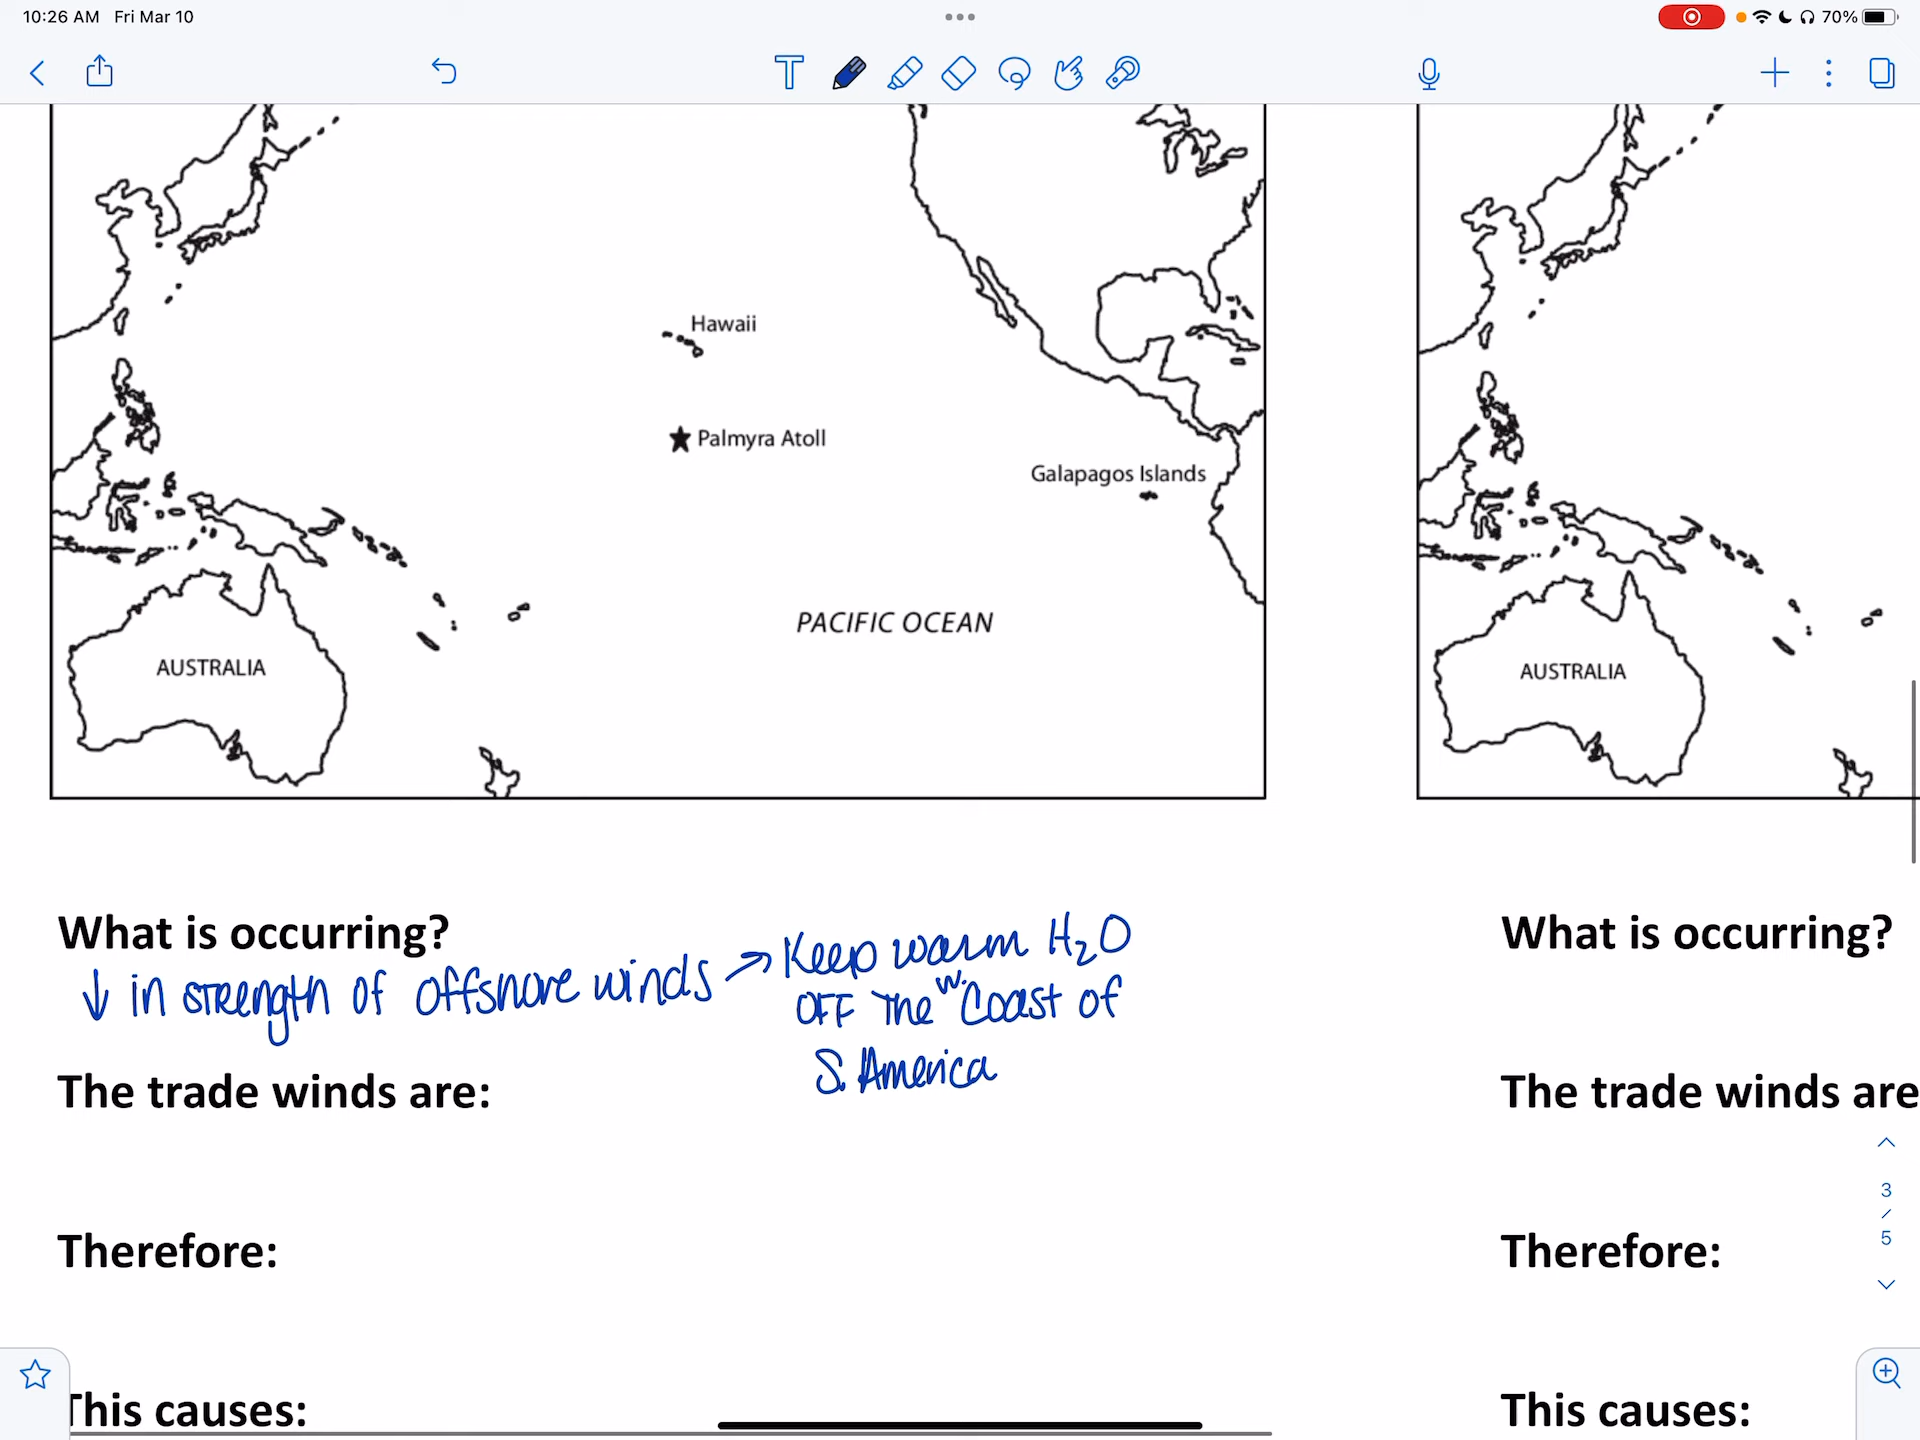 10:26 AM Fri Mar 10
70%
Hawaii
Palmyra Atoll
Galapagos Islands
PACIFIC OCEAN
AUSTRALIA
AUSTRALIA
What is occurring?
↓ in strength of offshore winds → Keep warm H₂O
OFF The W. Coast of
S. America
The trade winds are:
Therefore:
This causes:
What is occurring?
The trade winds are
Therefore:
This causes:
3
/
5